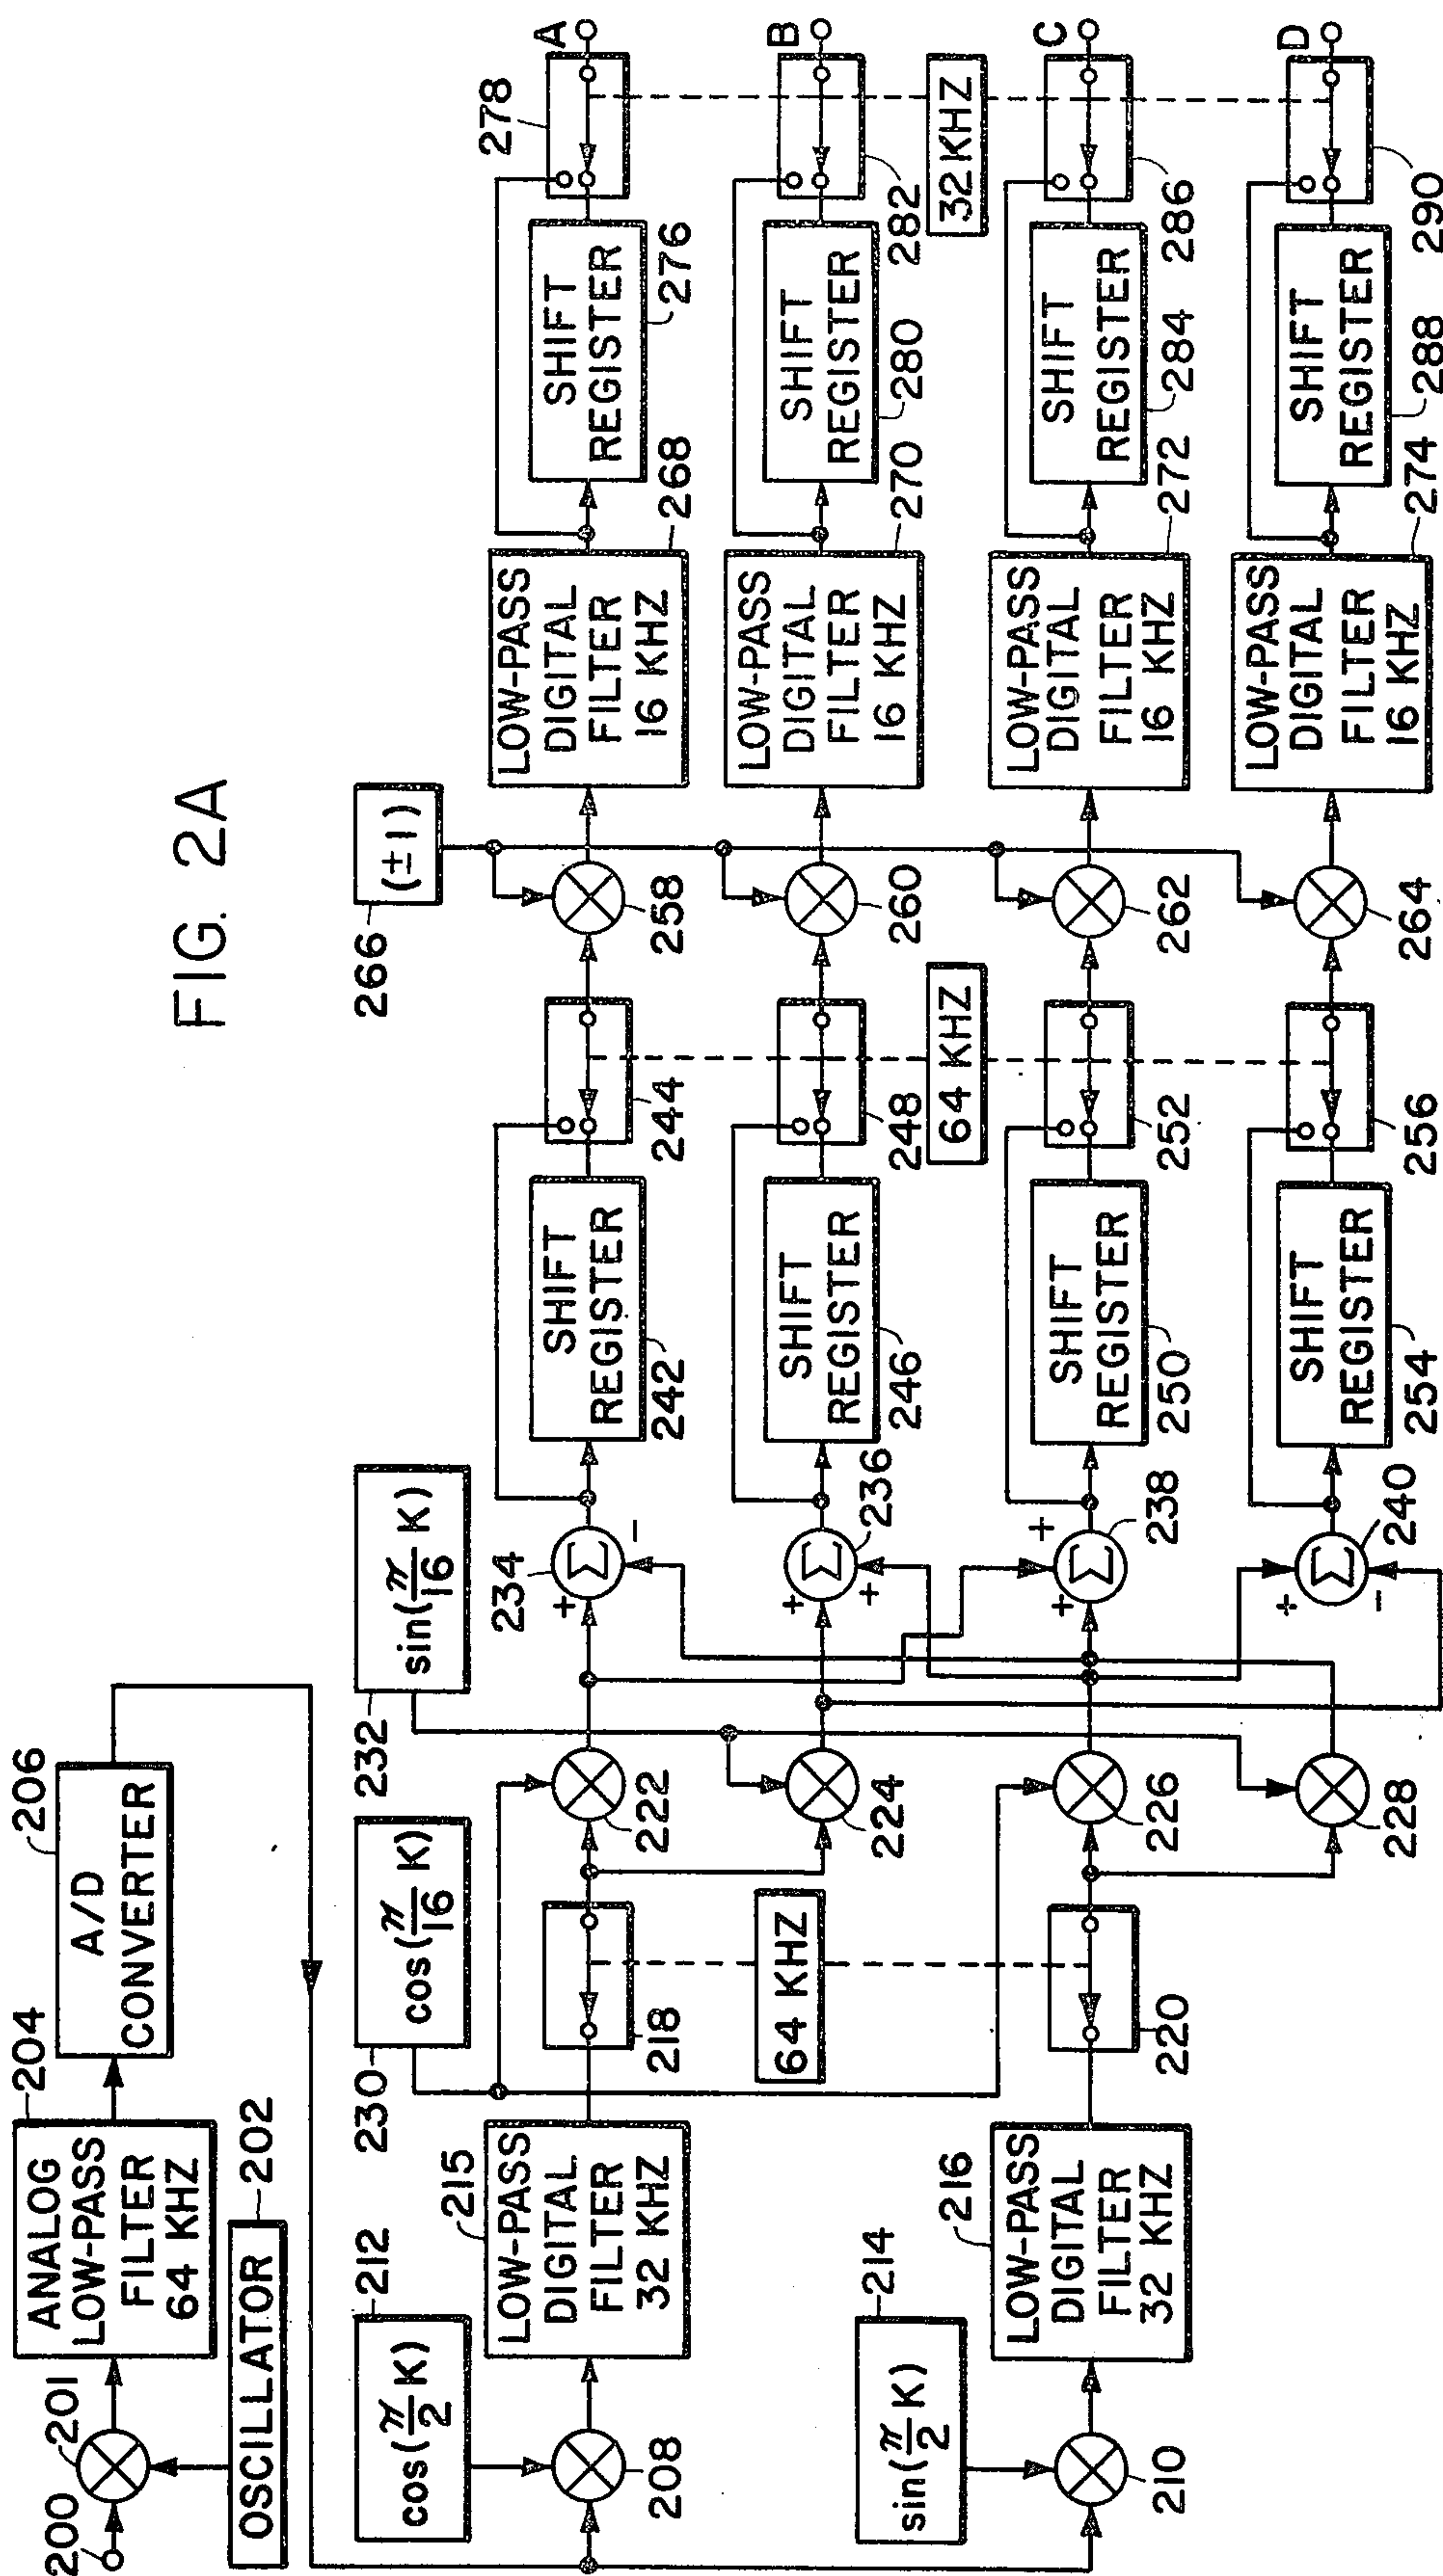 FIG. 2A
200
201
OSCILLATOR
202
ANALOG
LOW-PASS
FILTER
64 KHZ
204
A/D
CONVERTER
206
cos(π/2 K)
212
208
LOW-PASS
DIGITAL
FILTER
32 KHZ
215
218
64 KHZ
cos(π/16 K)
230
sin(π/16 K)
232
222
224
sin(π/2 K)
214
210
LOW-PASS
DIGITAL
FILTER
32 KHZ
216
220
226
228
234
+
-
236
+
+
238
+
+
240
+
-
SHIFT
REGISTER
242
244
SHIFT
REGISTER
246
248
64 KHZ
SHIFT
REGISTER
250
252
SHIFT
REGISTER
254
256
266
(±1)
258
260
262
264
LOW-PASS
DIGITAL
FILTER
16 KHZ
268
LOW-PASS
DIGITAL
FILTER
16 KHZ
270
LOW-PASS
DIGITAL
FILTER
16 KHZ
272
LOW-PASS
DIGITAL
FILTER
16 KHZ
274
SHIFT
REGISTER
276
278
A
SHIFT
REGISTER
280
282
B
32 KHZ
SHIFT
REGISTER
284
286
C
SHIFT
REGISTER
288
290
D